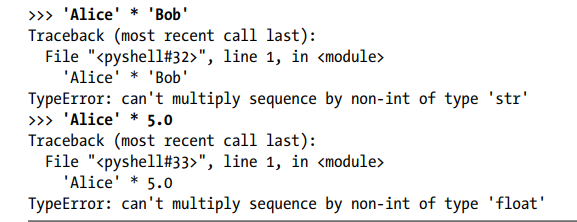 >>> 'Alice' * 'Bob'
Traceback (most recent call last):
  File "<pyshell#32>", line 1, in <module>
    'Alice' * 'Bob'
TypeError: can't multiply sequence by non-int of type 'str'
>>> 'Alice' * 5.0
Traceback (most recent call last):
  File "<pyshell#33>", line 1, in <module>
    'Alice' * 5.0
TypeError: can't multiply sequence by non-int of type 'float'